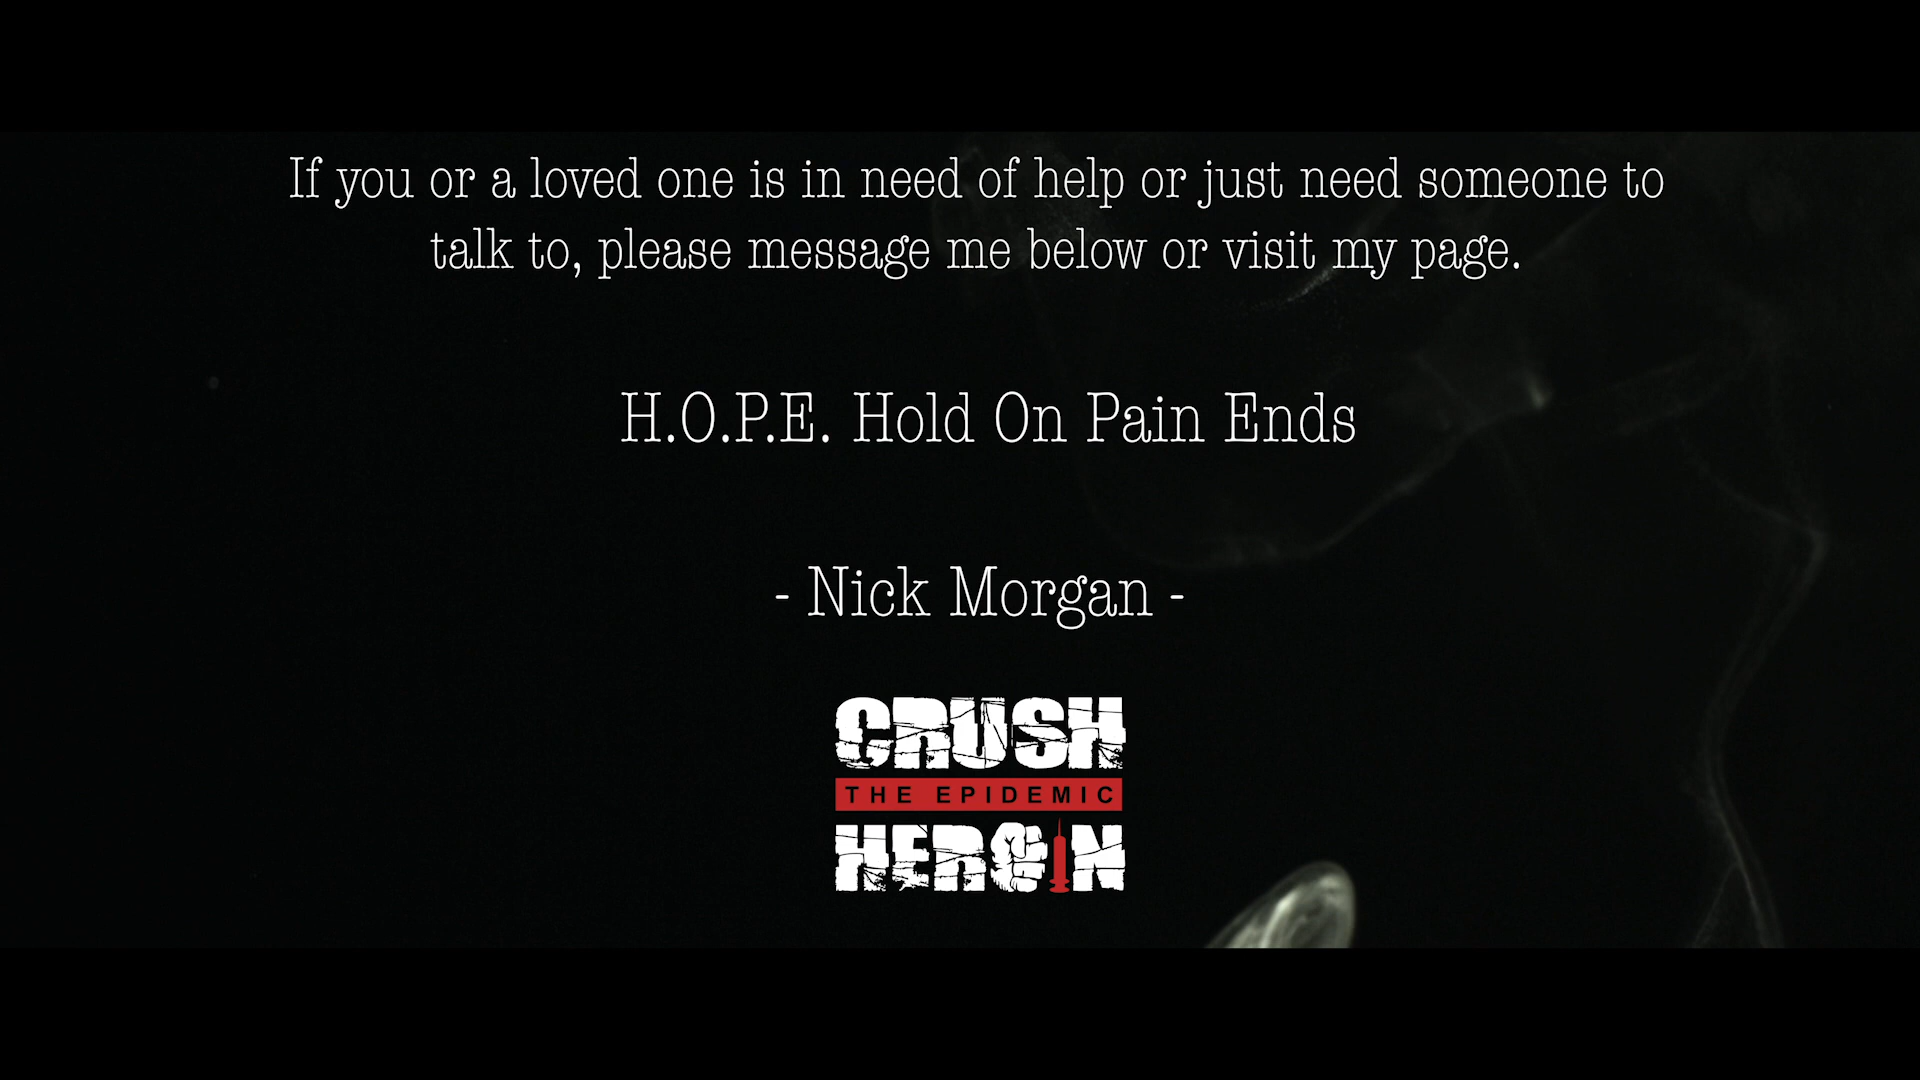 If you or a loved one is in need of help or just need someone to
talk to, please message me below or visit my page.
H.O.P.E. Hold On Pain Ends
- Nick Morgan -
CRUSH
THE EPIDEMIC
HEROIN